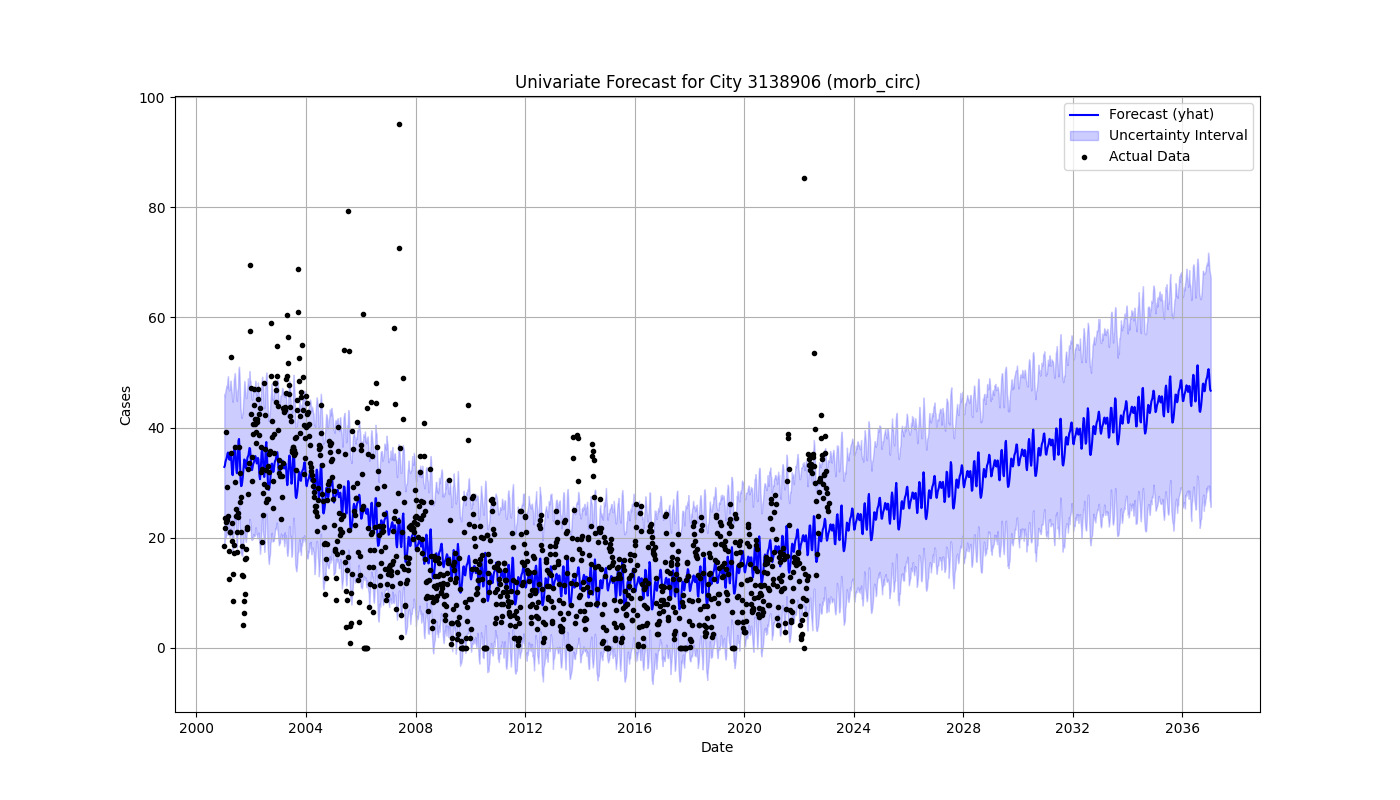 Univariate Forecast for City 3138906 (morb_circ)
Forecast (yhat)
Uncertainty Interval
Actual Data
Cases
100
80
60
40
20
0
2000 2004 2008 2012 2016 2020 2024 2028 2032 2036
Date